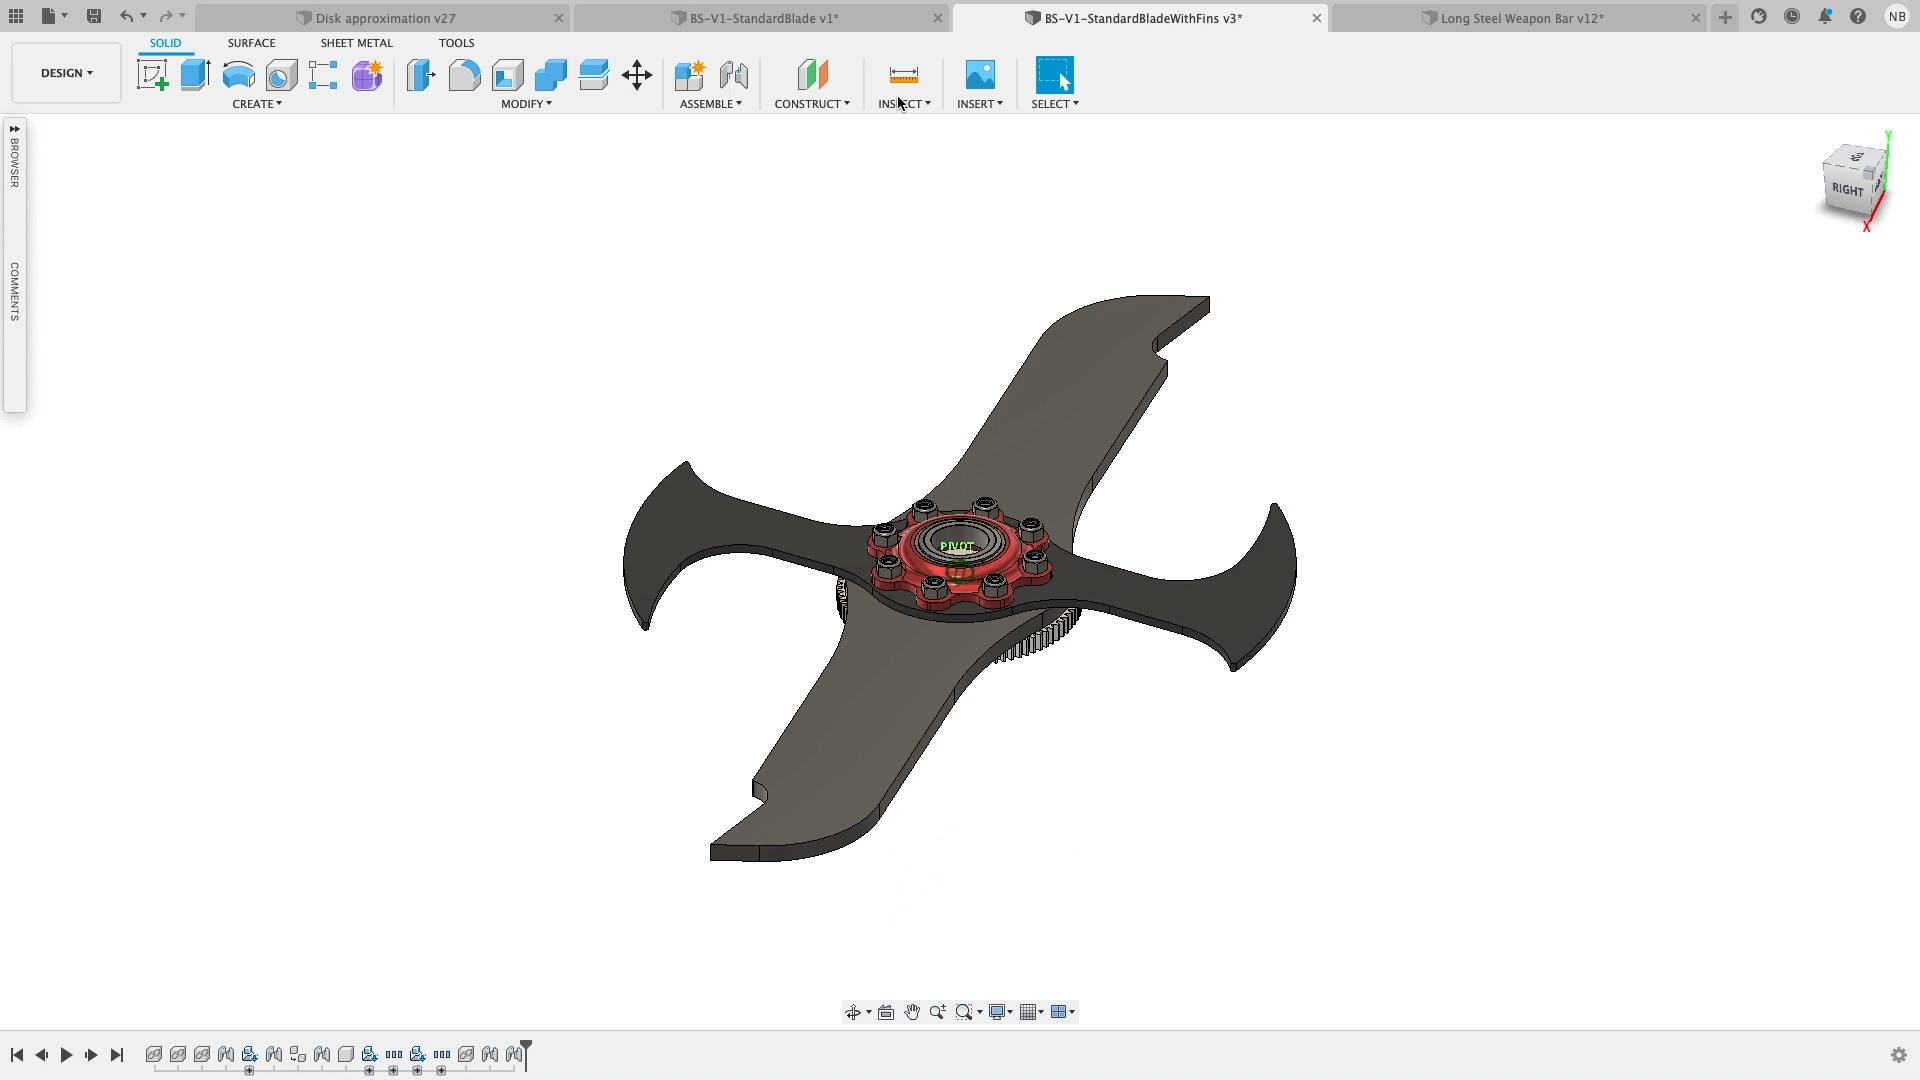 Disk approximation v27
BS-V1-StandardBlade v1*
BS-V1-StandardBladeWithFins v3*
Long Steel Weapon Bar v12*
NB
SOLID
SURFACE
SHEET METAL
TOOLS
DESIGN
CREATE
MODIFY
ASSEMBLE
CONSTRUCT
INSPECT
INSERT
SELECT
BROWSER
COMMENTS
Y
RIGHT
X
PIVOT